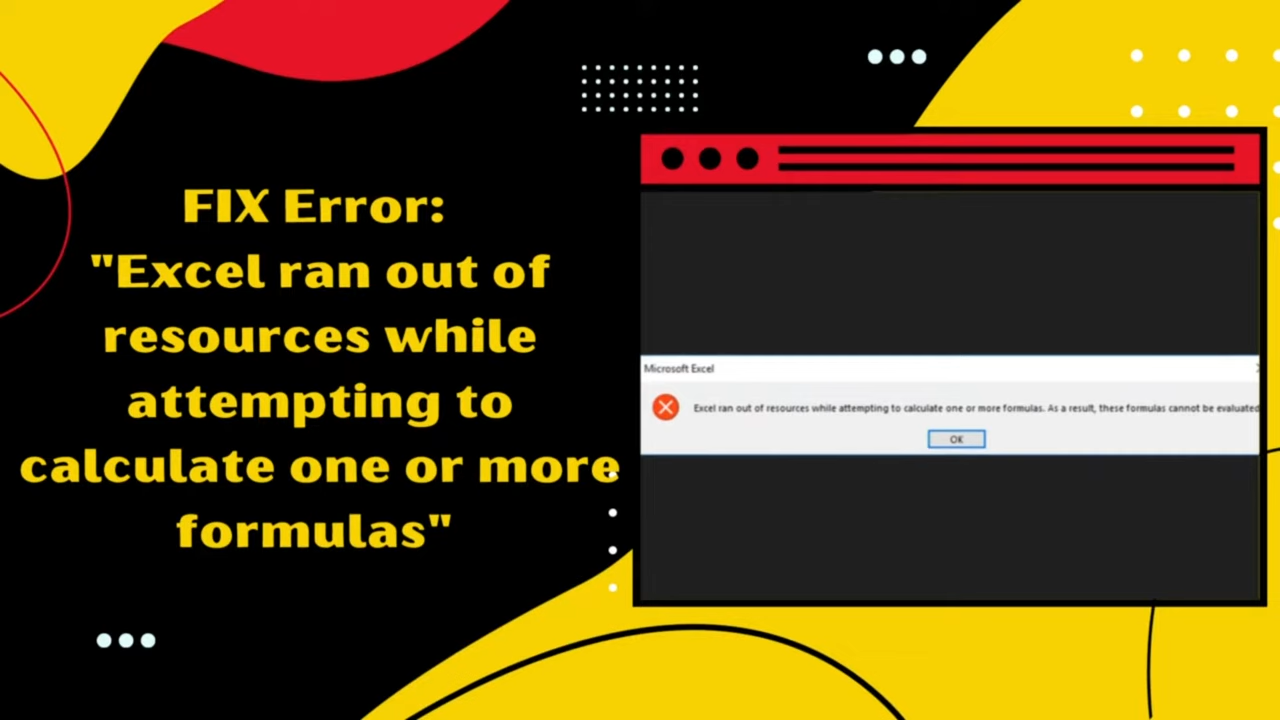 FIX Error:
"Excel ran out of
resources while
attempting to
calculate one or more
formulas"
Microsoft Excel
Excel ran out of resources while attempting to calculate one or more formulas. As a result, these formulas cannot be evaluated
OK